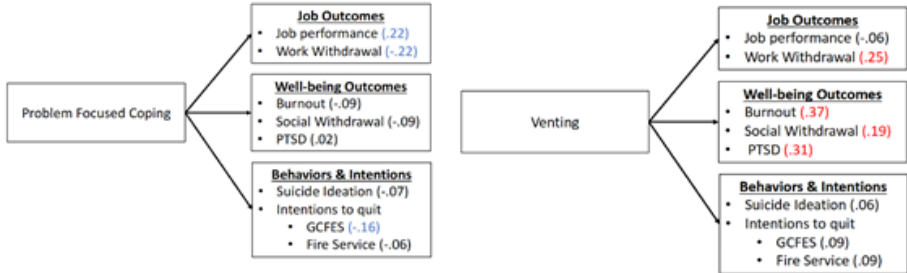 Problem Focused Coping
Job Outcomes
• Job performance (.22)
• Work Withdrawal (-.22)
Well-being Outcomes
• Burnout (-.09)
• Social Withdrawal (-.09)
• PTSD (.02)
Behaviors & Intentions
• Suicide Ideation (-.07)
• Intentions to quit
• GCFES (-.16)
• Fire Service (-.06)
Venting
Job Outcomes
• Job performance (-.06)
• Work Withdrawal (.25)
Well-being Outcomes
• Burnout (.37)
• Social Withdrawal (.19)
• PTSD (.31)
Behaviors & Intentions
• Suicide Ideation (.06)
• Intentions to quit
• GCFES (.09)
• Fire Service (.09)